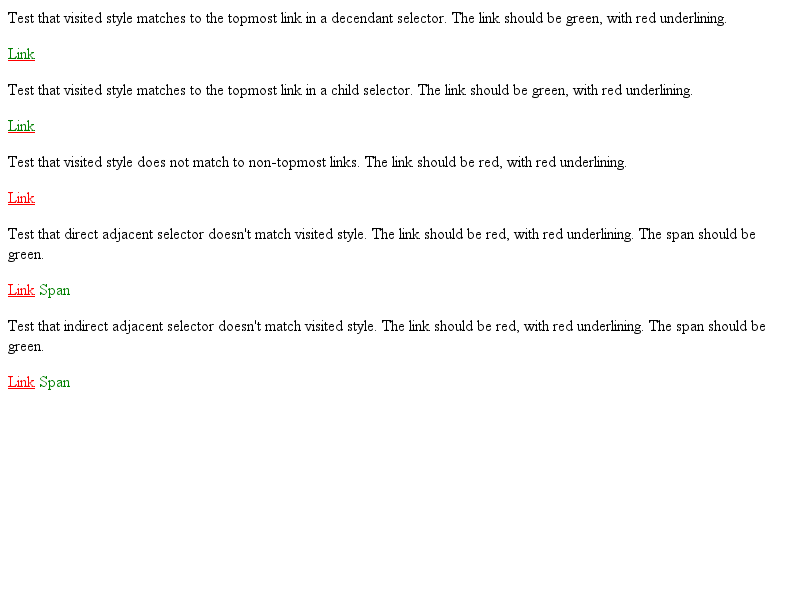 Test that visited style matches to the topmost link in a decendant selector. The link should be green, with red underlining.
Link
Test that visited style matches to the topmost link in a child selector. The link should be green, with red underlining.
Link
Test that visited style does not match to non-topmost links. The link should be red, with red underlining.
Link
Test that direct adjacent selector doesn't match visited style. The link should be red, with red underlining. The span should be
green.
Link Span
Test that indirect adjacent selector doesn't match visited style. The link should be red, with red underlining. The span should be
green.
Link Span